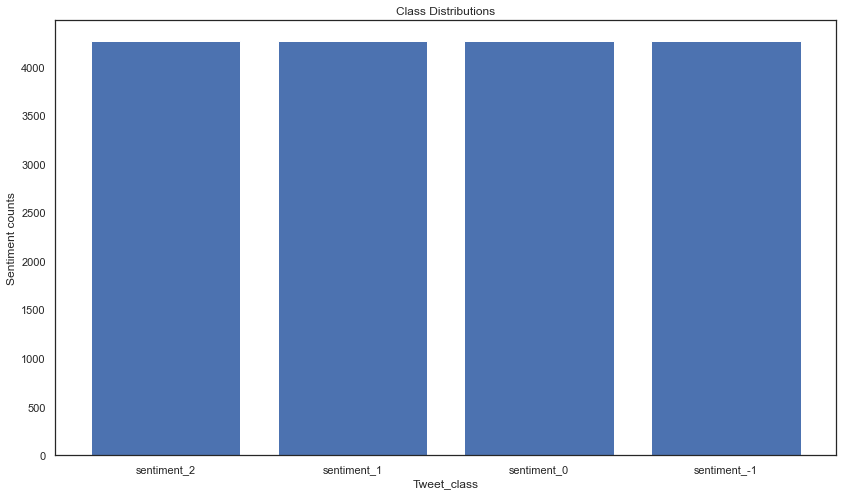 Class Distributions
4000
3500
3000
2500
2000
1500
1000
500
0
Sentiment counts
sentiment_2
sentiment_1
sentiment_0
sentiment_-1
Tweet_class